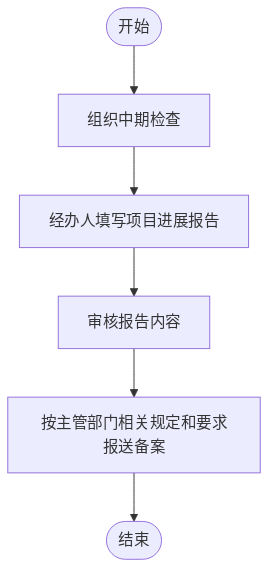 开始
组织中期检查
经办人填写项目进展报告
审核报告内容
按主管部门相关规定和要求
报送备案
结束